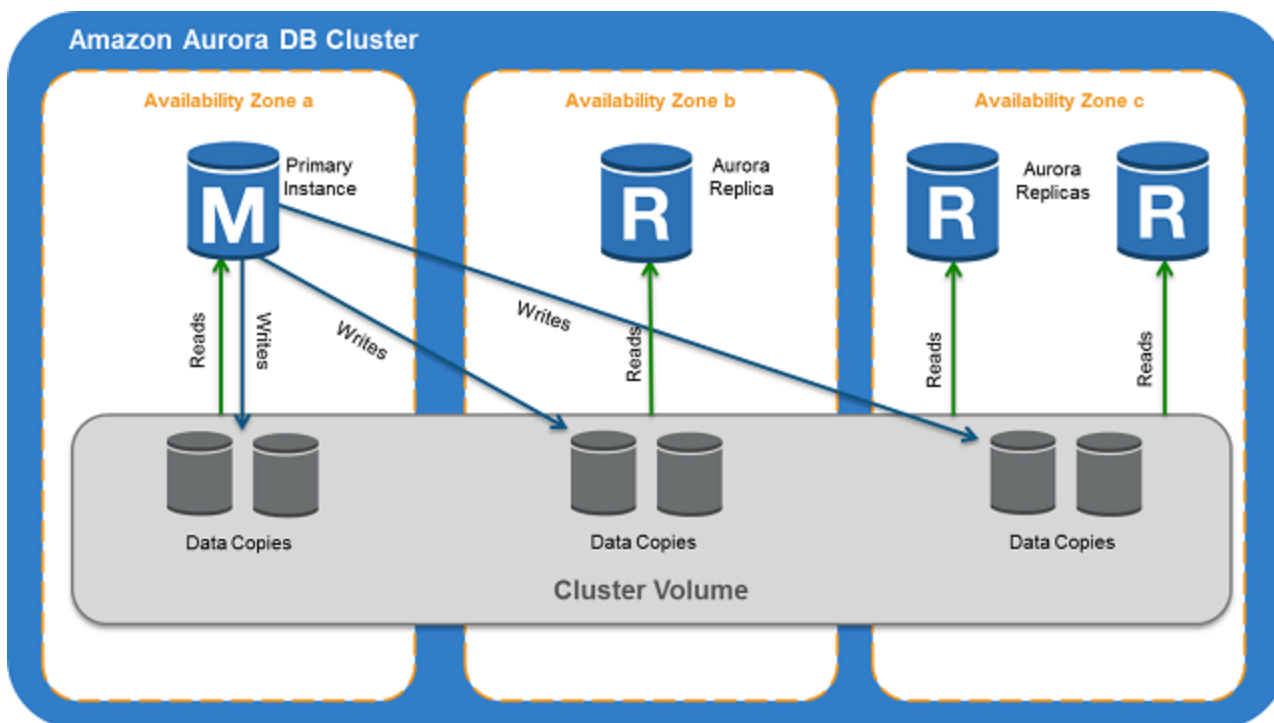 Amazon Aurora DB Cluster
Availability Zone a
Availability Zone b
Availability Zone c
M
Primary
Instance
R
Aurora
Replica
R
Aurora
Replicas
R
Reads
Writes
Writes
Writes
Reads
Reads
Reads
Data Copies
Data Copies
Data Copies
Cluster Volume